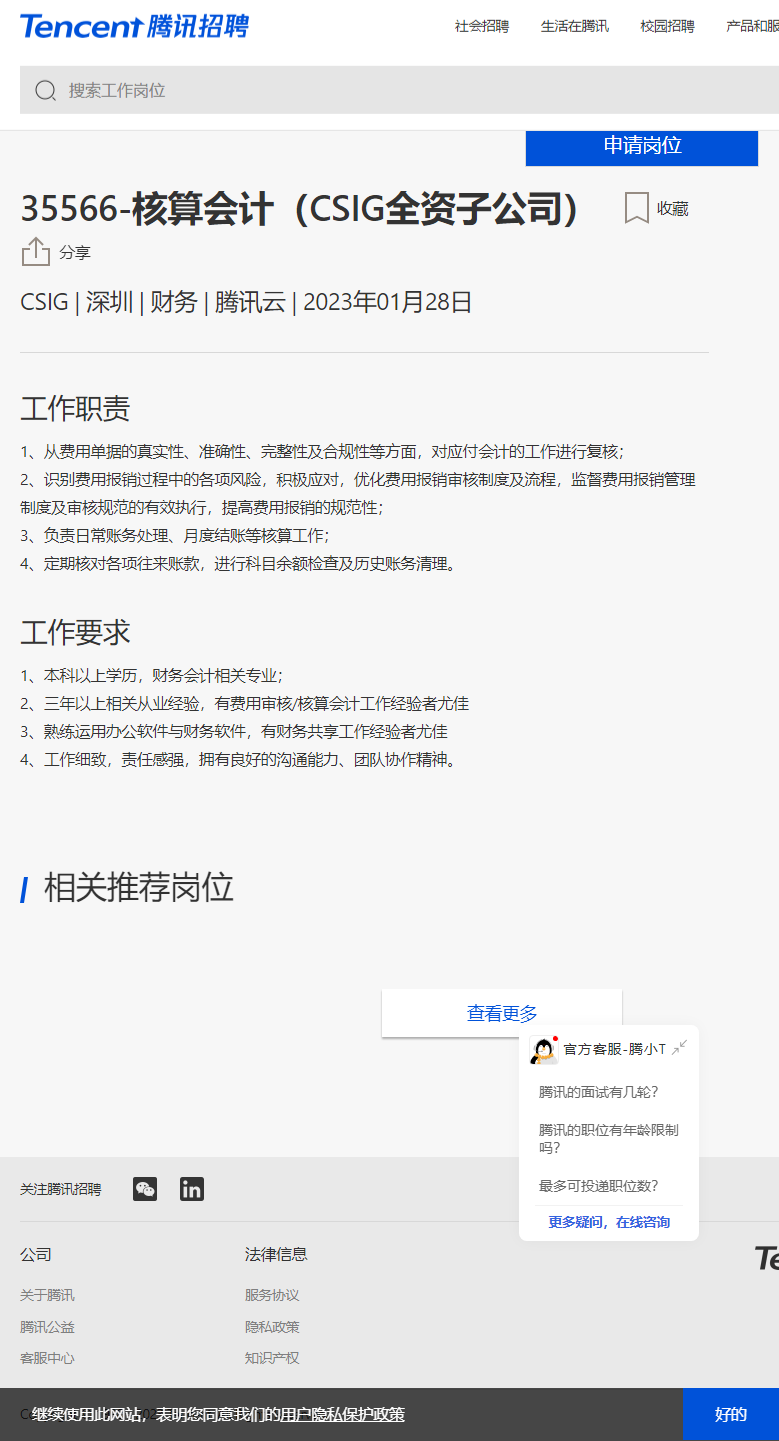 Tencent 腾讯招聘
社会招聘 生活在腾讯 校园招聘 产品和服
搜索工作岗位
申请岗位
35566-核算会计（CSIG全资子公司）
收藏
分享
CSIG | 深圳 | 财务 | 腾讯云 | 2023年01月28日
工作职责
1、从费用单据的真实性、准确性、完整性及合规性等方面，对应付会计的工作进行复核；
2、识别费用报销过程中的各项风险，积极应对，优化费用报销审核制度及流程，监督费用报销管理
制度及审核规范的有效执行，提高费用报销的规范性；
3、负责日常账务处理、月度结账等核算工作；
4、定期核对各项往来账款，进行科目余额检查及历史账务清理。
工作要求
1、本科以上学历，财务会计相关专业；
2、三年以上相关从业经验，有费用审核/核算会计工作经验者尤佳
3、熟练运用办公软件与财务软件，有财务共享工作经验者尤佳
4、工作细致，责任感强，拥有良好的沟通能力、团队协作精神。
相关推荐岗位
查看更多
官方客服-腾小T
腾讯的面试有几轮？
腾讯的职位有年龄限制
吗？
最多可投递职位数？
更多疑问，在线咨询
关注腾讯招聘
公司 法律信息
关于腾讯 服务协议
腾讯公益 隐私政策
客服中心 知识产权
继续使用此网站，表明您同意我们的用户隐私保护政策
好的